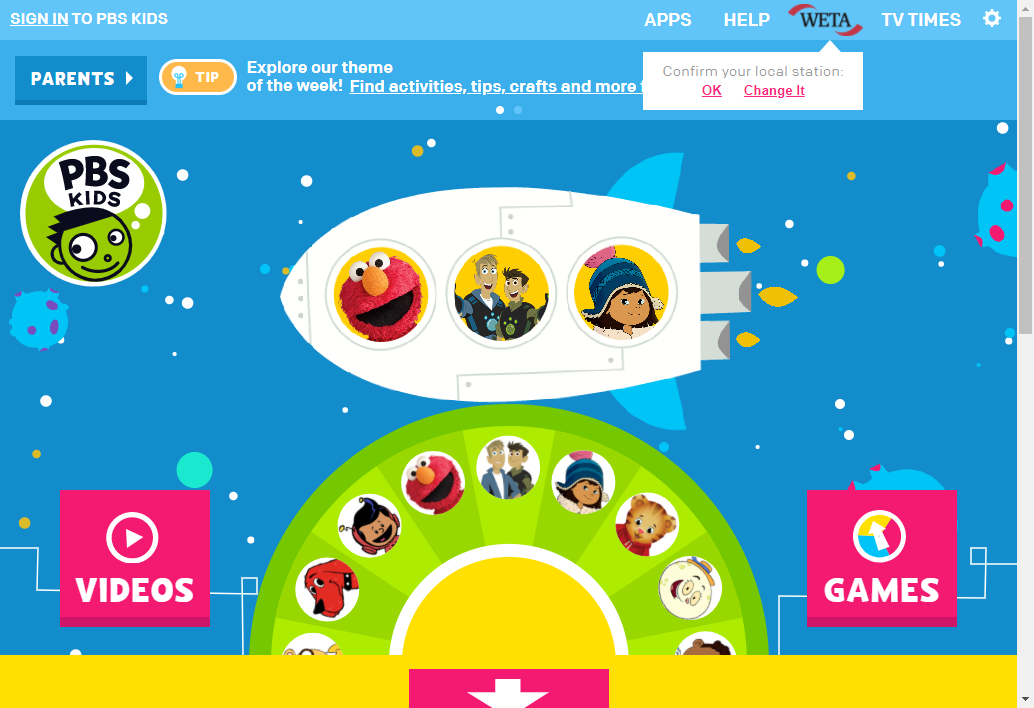 SIGN IN TO PBS KIDS
APPS
HELP
WETA
TV TIMES
PARENTS
TIP
Explore our theme
of the week! Find activities, tips, crafts and more f
Confirm your local station:
OK
Change It
PBS
KIDS
VIDEOS
GAMES